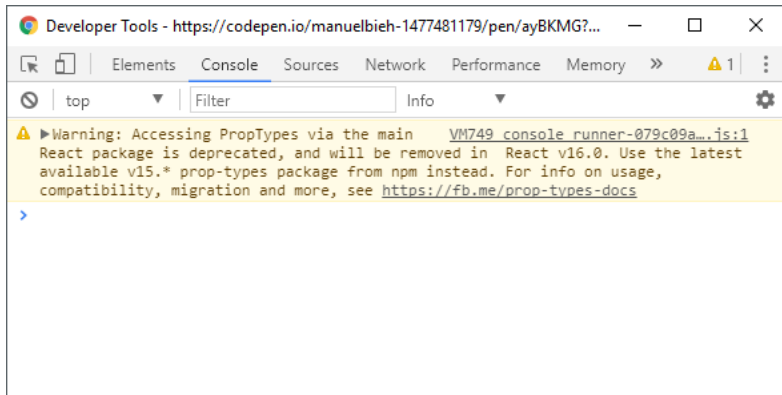 Developer Tools - https://codepen.io/manuelbieh-1477481179/pen/ayBKMG?...
Elements Console Sources Network Performance Memory » 1
top Filter Info
▶Warning: Accessing PropTypes via the main VM749 console_runner-079c09a….js:1
React package is deprecated, and will be removed in  React v16.0. Use the latest
available v15.* prop-types package from npm instead. For info on usage,
compatibility, migration and more, see https://fb.me/prop-types-docs